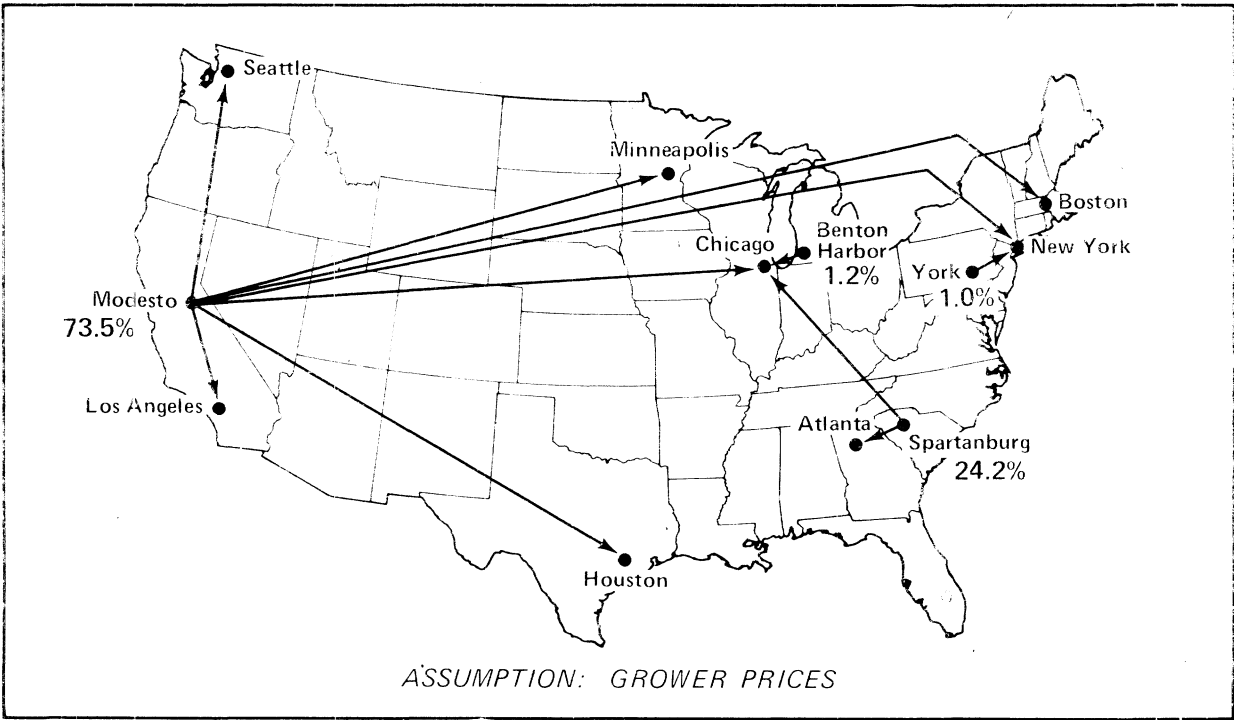 Seattle
Minneapolis
Boston
Benton
Harbor
1.2%
Chicago
New York
York
1.0%
Modesto
73.5%
Los Angeles
Atlanta
Spartanburg
24.2%
Houston
ASSUMPTION: GROWER PRICES